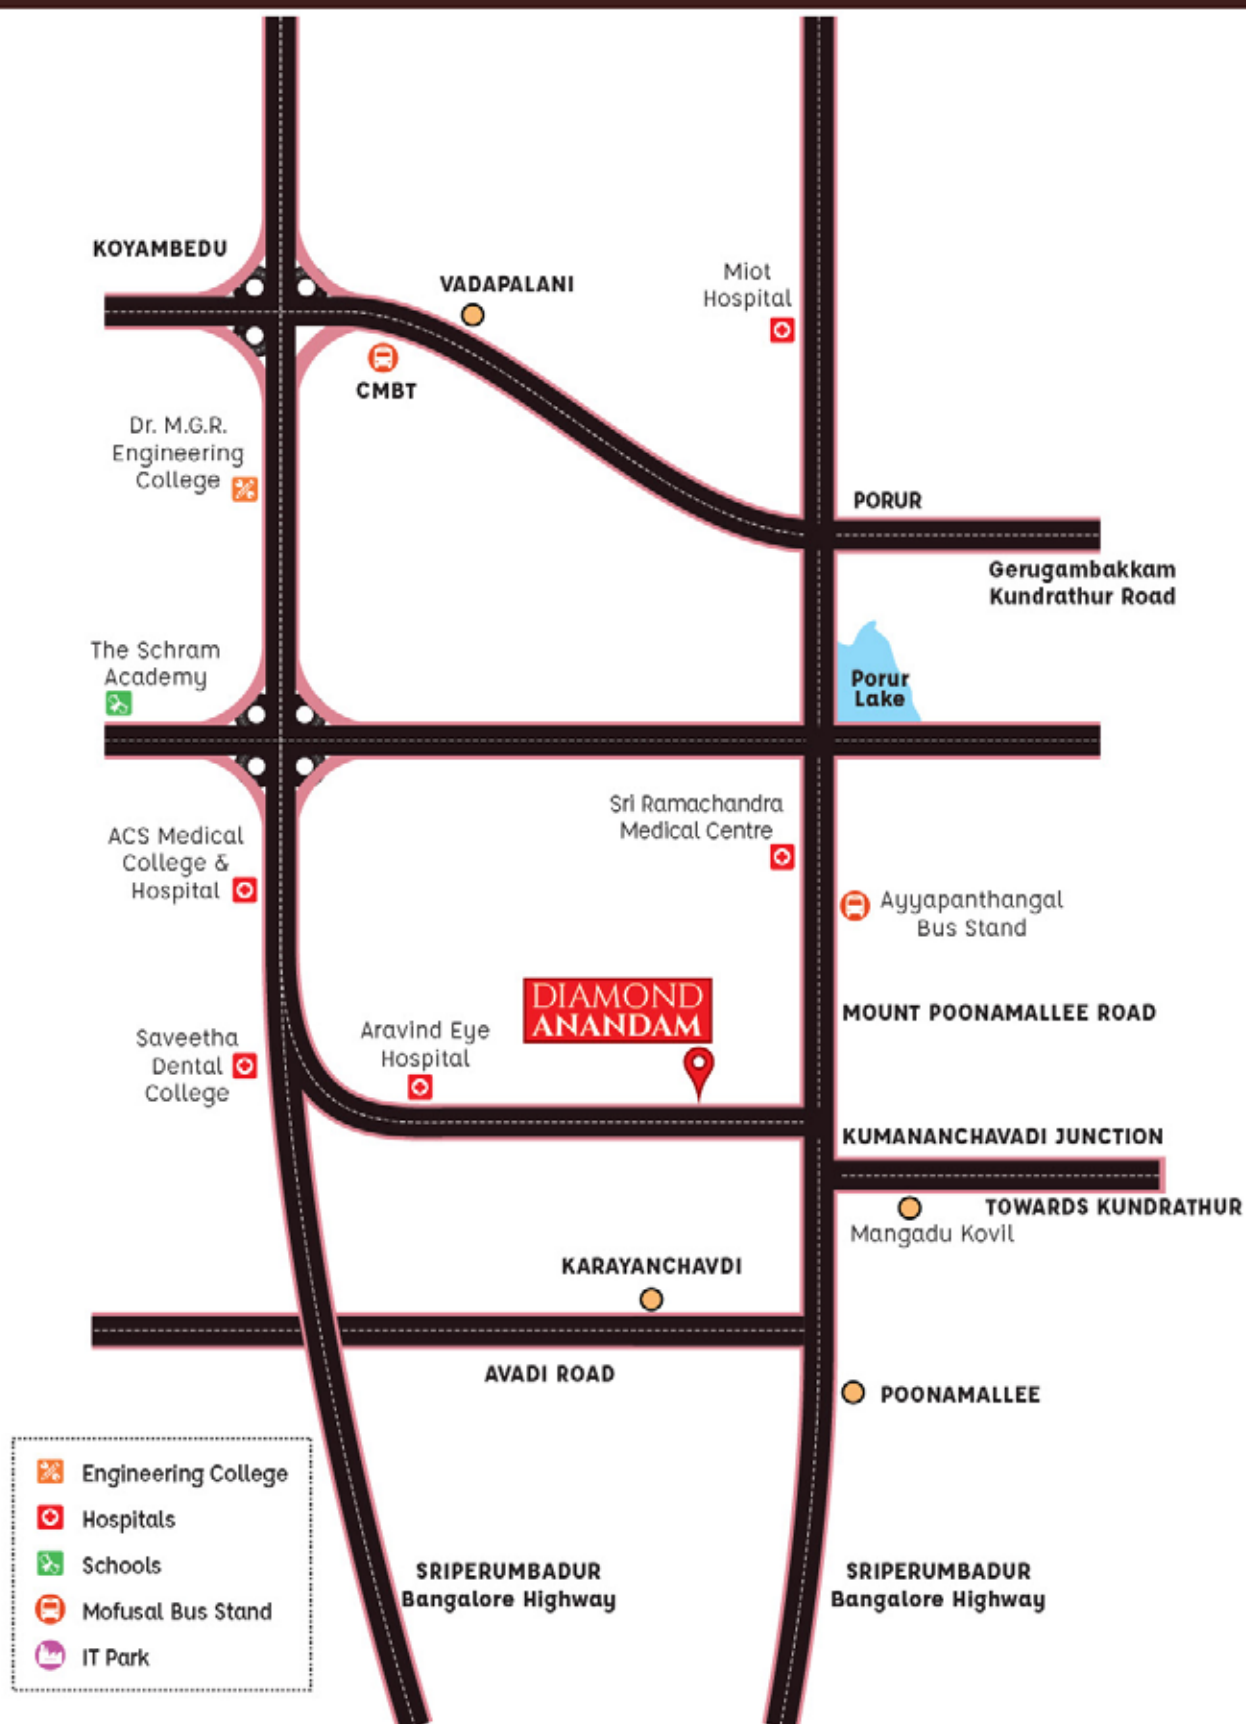 KOYAMBEDU
VADAPALANI
CMBT
Miot
Hospital
Dr. M.G.R.
Engineering
College
PORUR
Gerugambakkam
Kundrathur Road
The Schram
Academy
Porur
Lake
ACS Medical
College &
Hospital
Sri Ramachandra
Medical Centre
Ayyapanthangal
Bus Stand
DIAMOND
ANANDAM
MOUNT POONAMALLEE ROAD
Saveetha
Dental
College
Aravind Eye
Hospital
KUMANANCHAVADI JUNCTION
TOWARDS KUNDRATHUR
Mangadu Kovil
KARAYANCHAVDI
AVADI ROAD
POONAMALLEE
Engineering College
Hospitals
Schools
Mofusal Bus Stand
IT Park
SRIPERUMBADUR
Bangalore Highway
SRIPERUMBADUR
Bangalore Highway